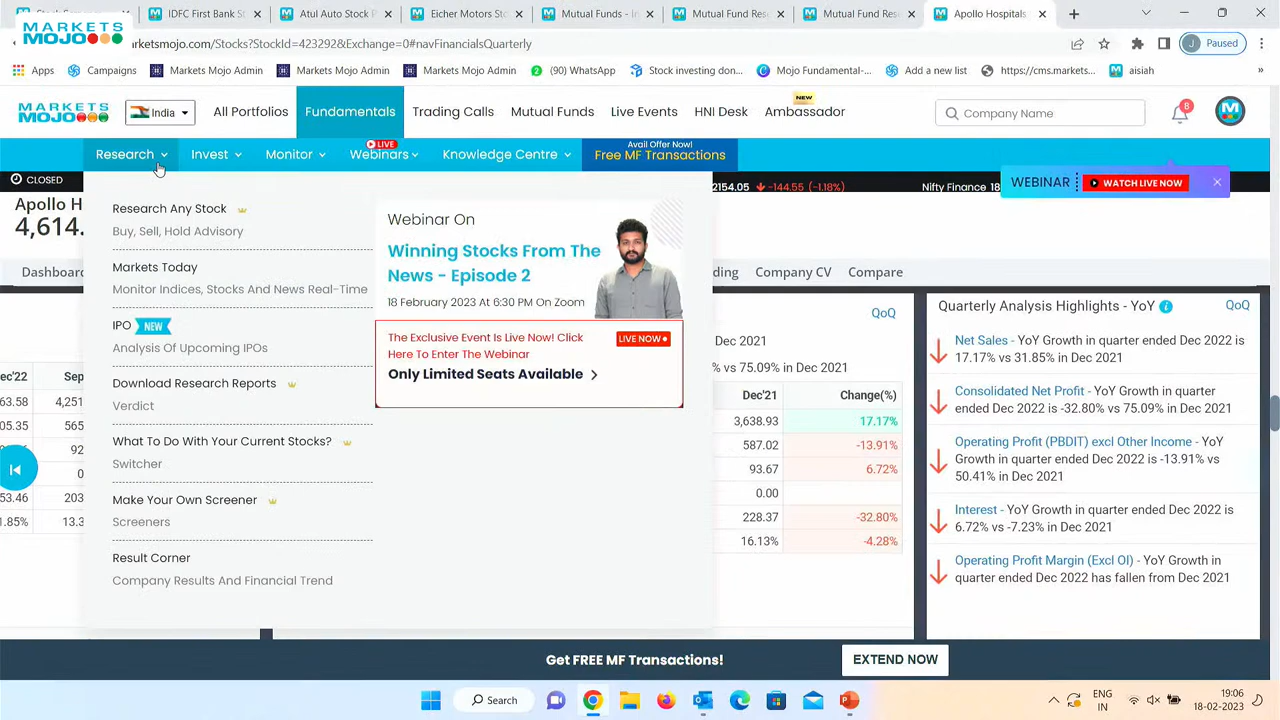 MARKETS
MOJO
IDFC First Bank S
Atul Auto Stock P
Eicher Motors Sto
Mutual Funds - In
Mutual Fund Res
Mutual Fund Res
Apollo Hospitals
arketsmojo.com/Stocks?StockId=423292&Exchange=0#navFinancialsQuarterly
J Paused
Apps
Campaigns
Markets Mojo Admin
Markets Mojo Admin
Markets Mojo Admin
(90) WhatsApp
Stock investing don...
Mojo Fundamental-...
Add a new list
https://cms.markets...
aisiah
»
MARKETS
MOJO
India
All Portfolios
Fundamentals
Trading Calls
Mutual Funds
Live Events
HNI Desk
NEW
Ambassador
Company Name
8
Research
Invest
Monitor
LIVE
Webinars
Knowledge Centre
Avail Offer Now!
Free MF Transactions
CLOSED
2154.05 -144.55 (-1.18%)
Nifty Finance 18
WEBINAR
WATCH LIVE NOW
Apollo H
4,614.
Dashboard
ding
Company CV
Compare
Research Any Stock
Buy, Sell, Hold Advisory
Markets Today
Monitor Indices, Stocks And News Real-Time
IPO NEW
Analysis Of Upcoming IPOs
Download Research Reports
Verdict
What To Do With Your Current Stocks?
Switcher
Make Your Own Screener
Screeners
Result Corner
Company Results And Financial Trend
Webinar On
Winning Stocks From The
News - Episode 2
18 February 2023 At 6:30 PM On Zoom
The Exclusive Event Is Live Now! Click
Here To Enter The Webinar
LIVE NOW
Only Limited Seats Available
ec'22 Sep
63.58 4,251
05.35 565
92
0
53.46 203
1.85% 13.3
QoQ
Dec 2021
% vs 75.09% in Dec 2021
Dec'21 Change(%)
3,638.93 17.17%
587.02 -13.91%
93.67 6.72%
0.00
228.37 -32.80%
16.13% -4.28%
Quarterly Analysis Highlights - YoY
QoQ
Net Sales - YoY Growth in quarter ended Dec 2022 is
17.17% vs 31.85% in Dec 2021
Consolidated Net Profit - YoY Growth in quarter
ended Dec 2022 is -32.80% vs 75.09% in Dec 2021
Operating Profit (PBDIT) excl Other Income - YoY
Growth in quarter ended Dec 2022 is -13.91% vs
50.41% in Dec 2021
Interest - YoY Growth in quarter ended Dec 2022 is
6.72% vs -7.23% in Dec 2021
Operating Profit Margin (Excl OI) - YoY Growth in
quarter ended Dec 2022 has fallen from Dec 2021
Get FREE MF Transactions!
EXTEND NOW
Search
ENG
IN
19:06
18-02-2023